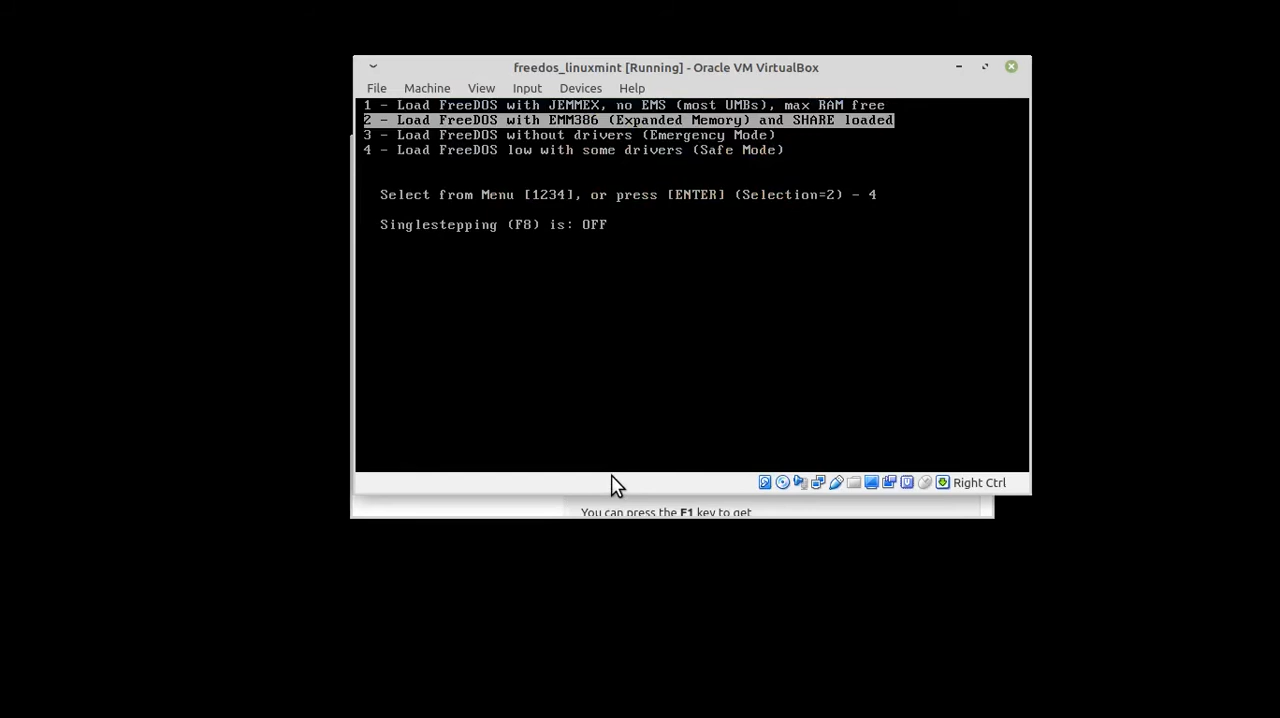 freedos_linuxmint [Running] - Oracle VM VirtualBox
File Machine View Input Devices Help
1 - Load FreeDOS with JEMMEX, no EMS (most UMBs), max RAM free
2 - Load FreeDOS with EMM386 (Expanded Memory) and SHARE loaded
3 - Load FreeDOS without drivers (Emergency Mode)
4 - Load FreeDOS low with some drivers (Safe Mode)
Select from Menu [1234], or press [ENTER] (Selection=2) - 4
Singlestepping (F8) is: OFF
Right Ctrl
You can press the F1 key to get